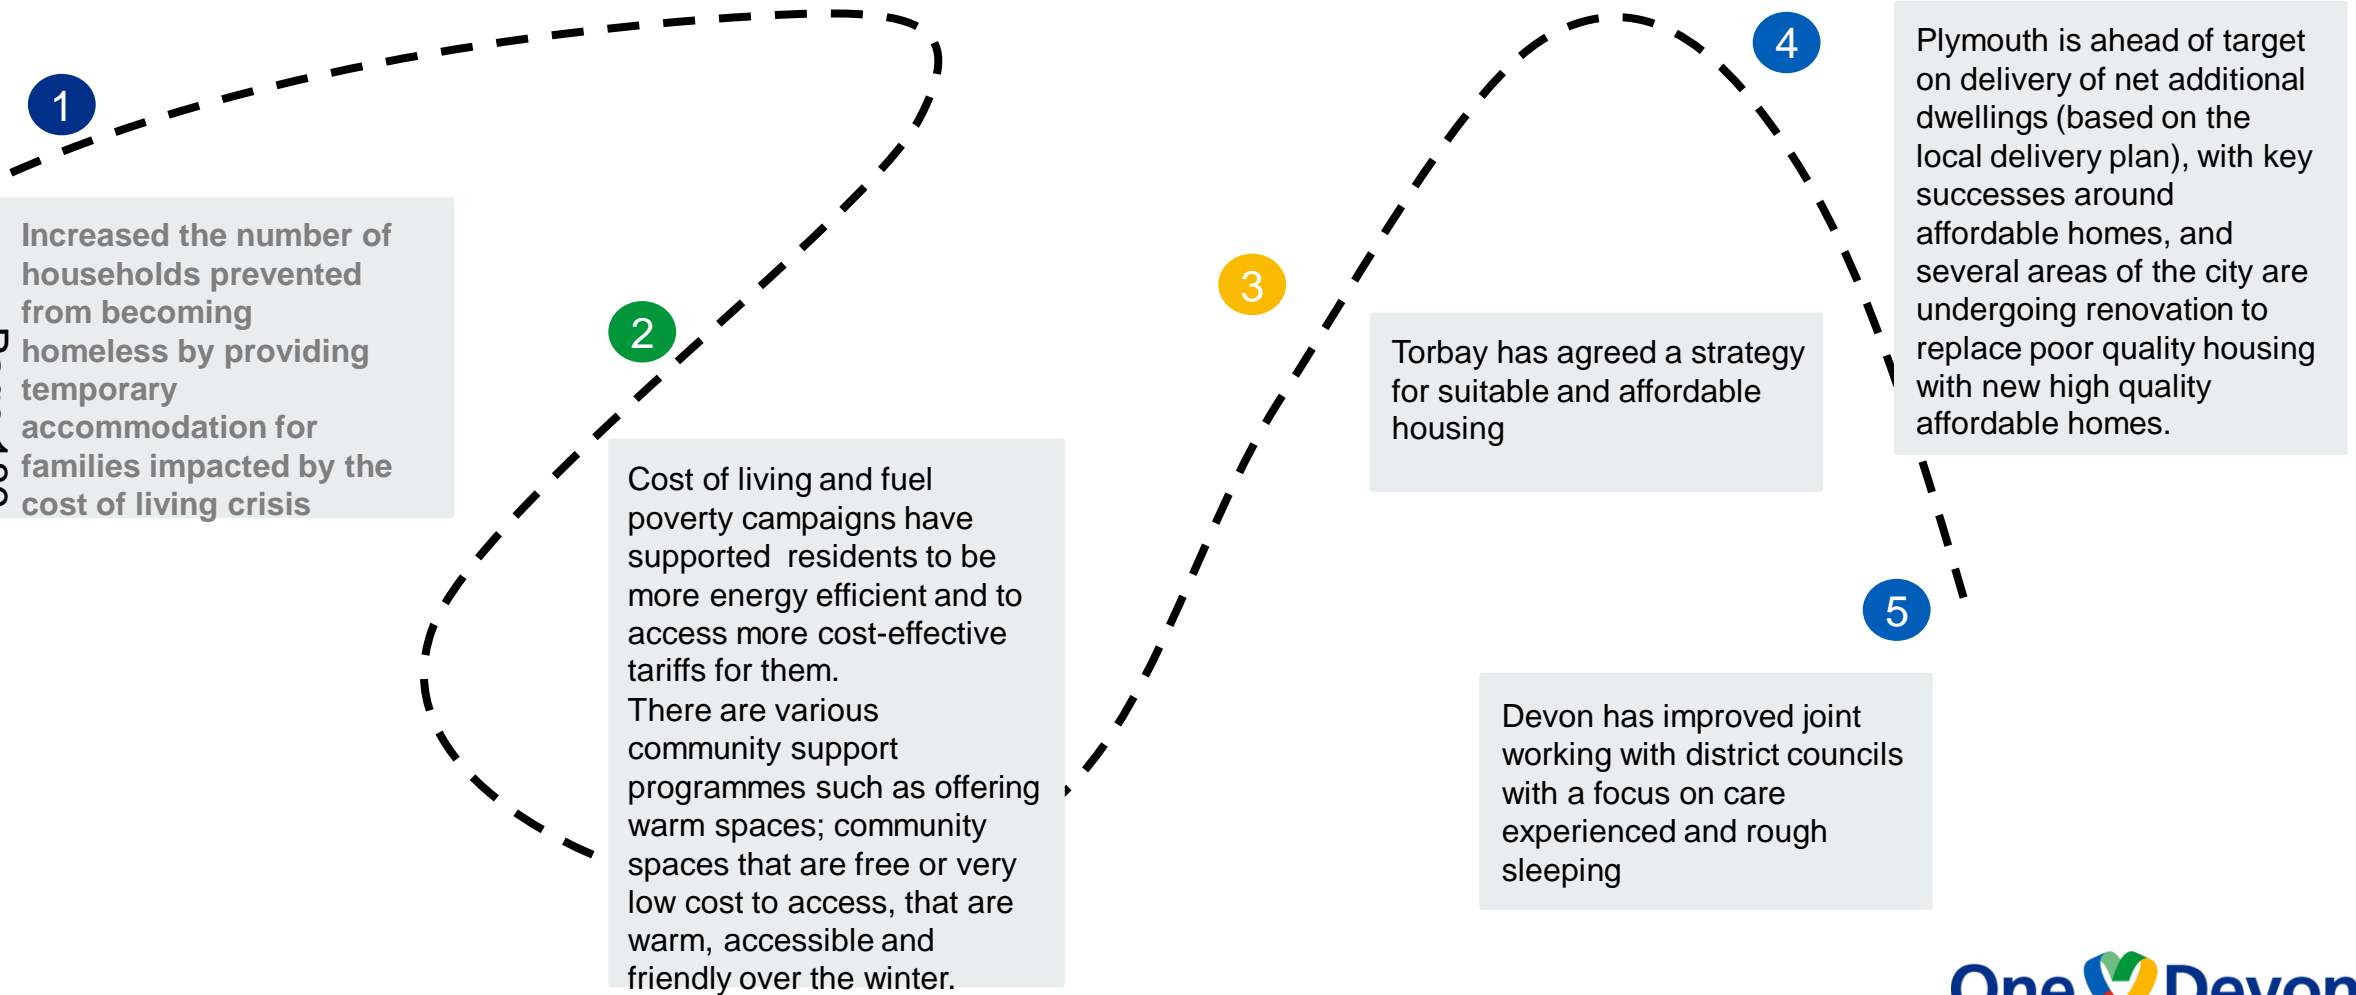 1
Increased the number of
households prevented
from becoming
homeless by providing
temporary
accommodation for
families impacted by the
cost of living crisis
2
Cost of living and fuel
poverty campaigns have
supported residents to be
more energy efficient and to
access more cost-effective
tariffs for them.
There are various
community support
programmes such as offering
warm spaces; community
spaces that are free or very
low cost to access, that are
warm, accessible and
friendly over the winter.
3
Torbay has agreed a strategy
for suitable and affordable
housing
4
Plymouth is ahead of target
on delivery of net additional
dwellings (based on the
local delivery plan), with key
successes around
affordable homes, and
several areas of the city are
undergoing renovation to
replace poor quality housing
with new high quality
affordable homes.
5
Devon has improved joint
working with district councils
with a focus on care
experienced and rough
sleeping
One Devon